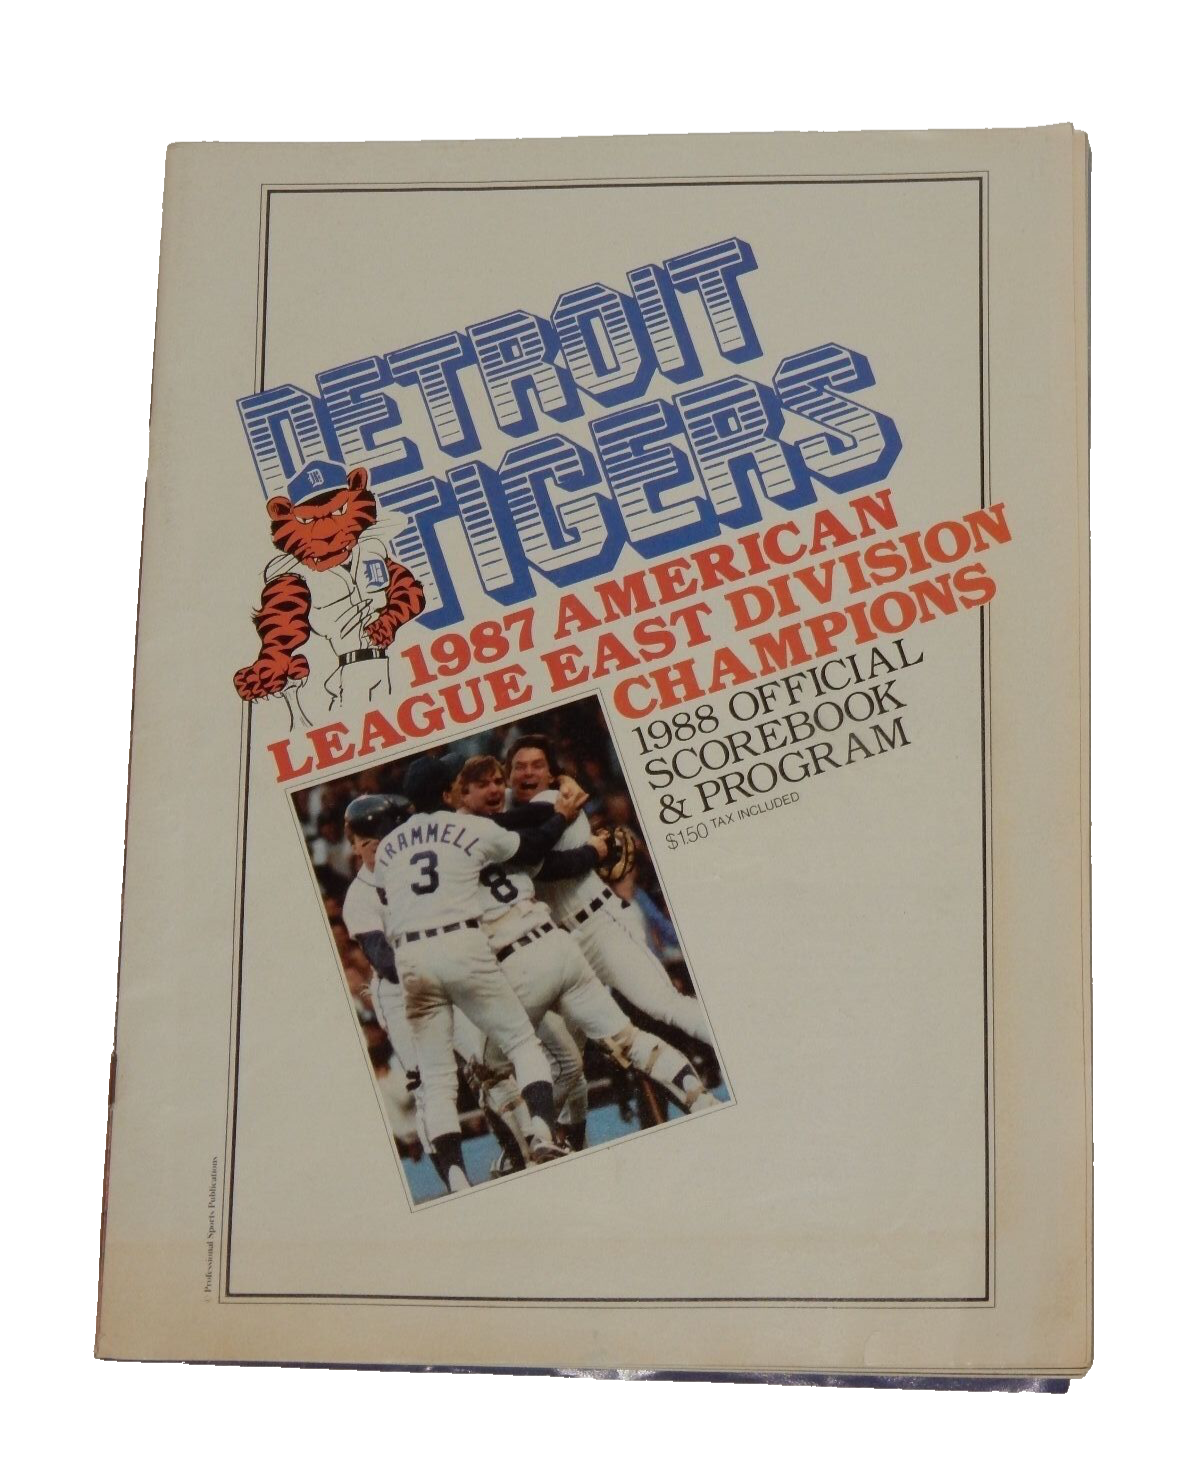 DETROIT
TIGERS
1987 AMERICAN
LEAGUE EAST DIVISION
CHAMPIONS
1988 OFFICIAL
SCOREBOOK
& PROGRAM
$1.50 TAX INCLUDED
D
D
TRAMMELL
3
8
© Professional Sports Publications